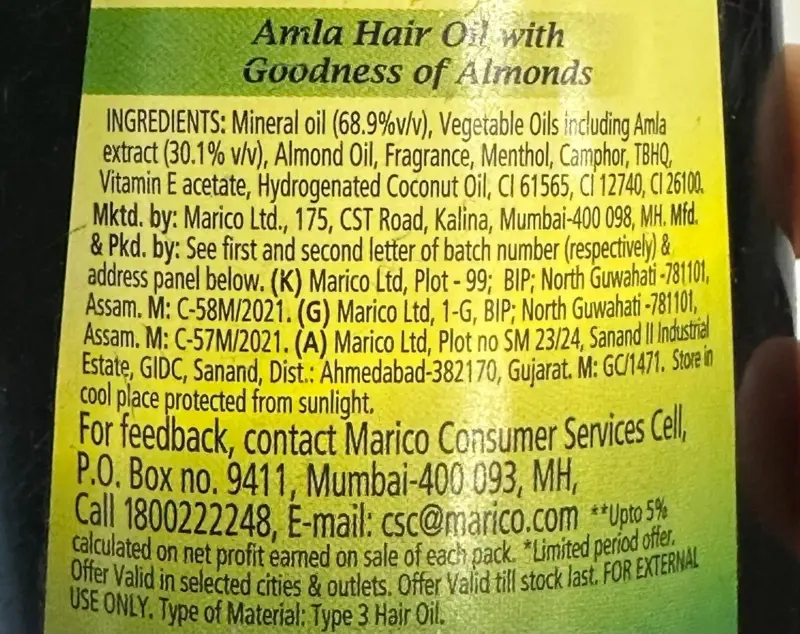 Amla Hair Oil with
Goodness of Almonds
INGREDIENTS: Mineral oil (68.9%v/v), Vegetable Oils including Amla
extract (30.1% v/v), Almond Oil, Fragrance, Menthol, Camphor, TBHQ,
Vitamin E acetate, Hydrogenated Coconut Oil, CI 61565, CI 12740, CI 26100.
Mktd. by: Marico Ltd., 175, CST Road, Kalina, Mumbai-400 098, MH. Mfd.
& Pkd. by: See first and second letter of batch number (respectively) &
address panel below. (K) Marico Ltd, Plot - 99; BIP; North Guwahati -781101,
Assam. M: C-58M/2021. (G) Marico Ltd, 1-G, BIP; North Guwahati -781101,
Assam. M: C-57M/2021. (A) Marico Ltd, Plot no SM 23/24, Sanand II Industrial
Estate, GIDC, Sanand, Dist.: Ahmedabad-382170, Gujarat. M: GC/1471. Store in
cool place protected from sunlight.
For feedback, contact Marico Consumer Services Cell,
P.O. Box no. 9411, Mumbai-400 093, MH,
Call 1800222248, E-mail: csc@marico.com **Upto 5%
calculated on net profit earned on sale of each pack. *Limited period offer.
Offer Valid in selected cities & outlets. Offer Valid till stock last. FOR EXTERNAL
USE ONLY. Type of Material: Type 3 Hair Oil.